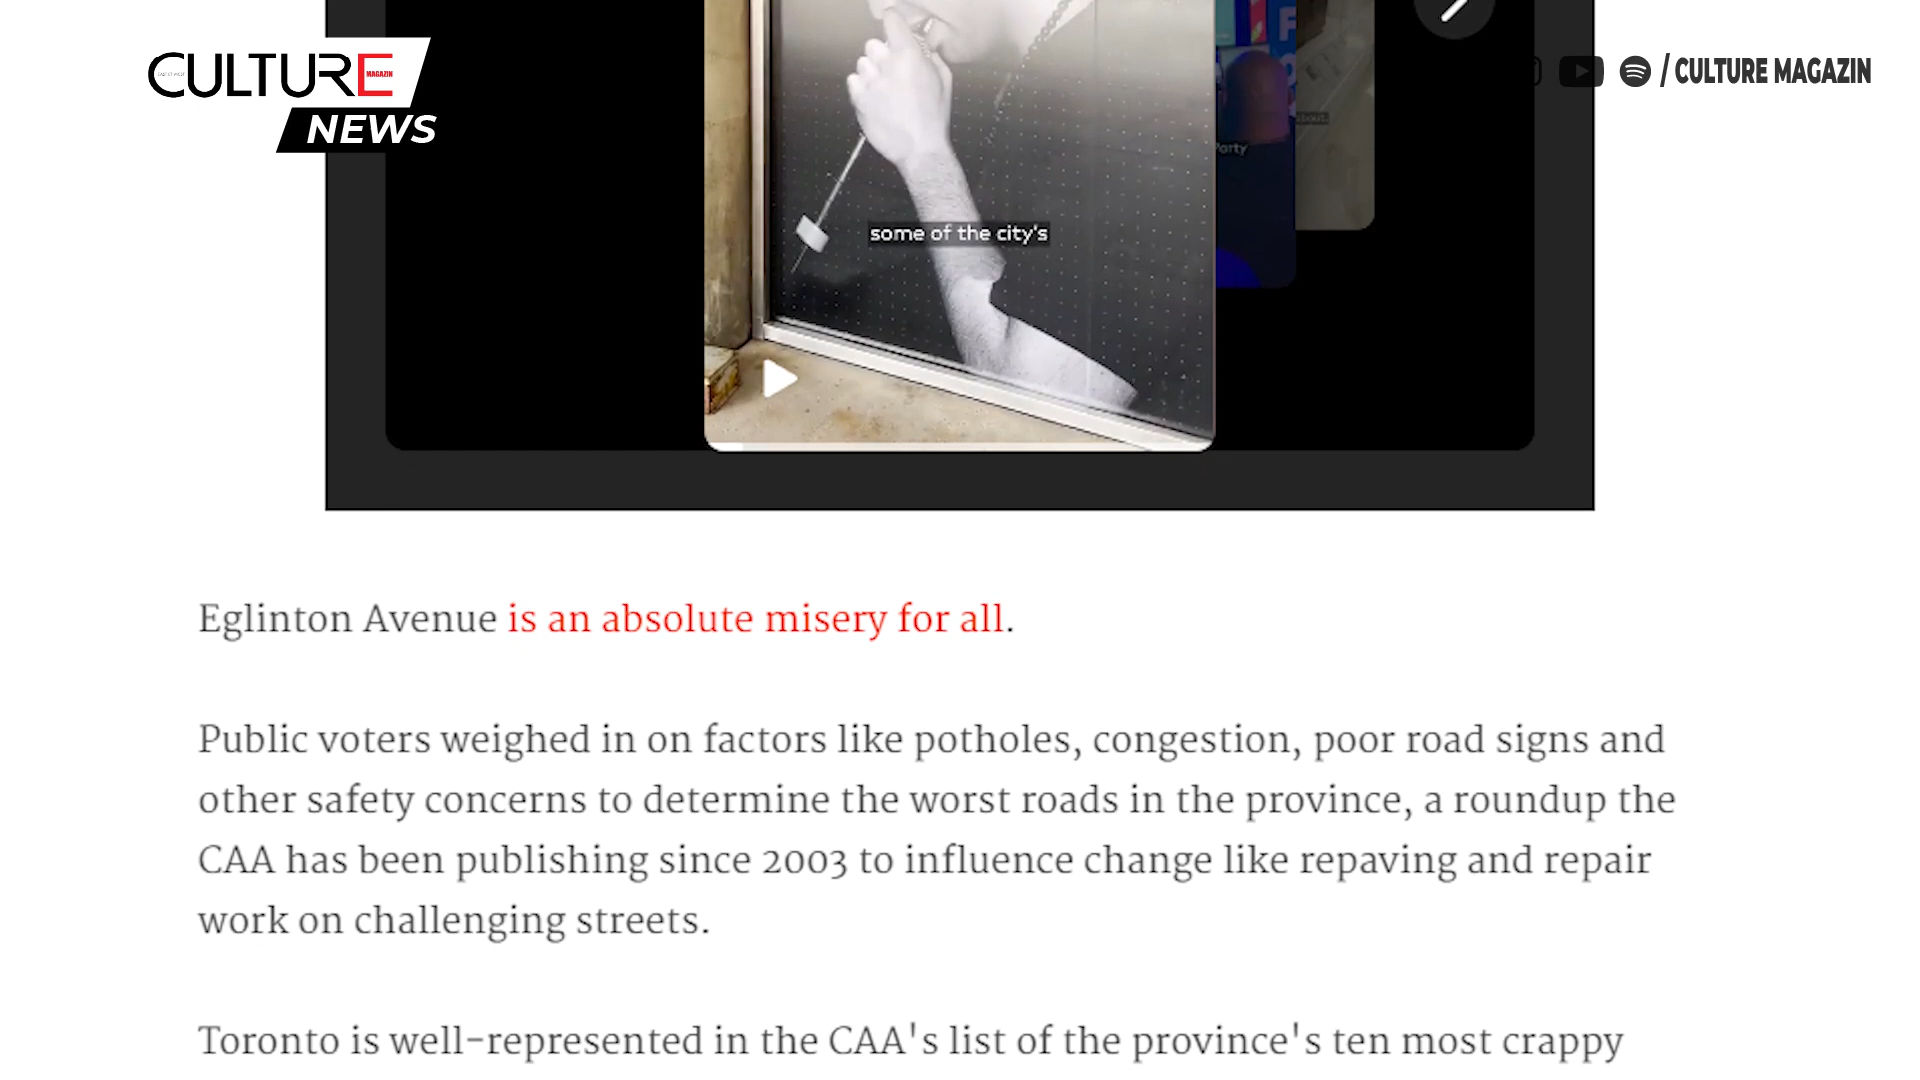 CULTURE
MAGAZIN
NEWS
/ CULTURE MAGAZIN
about.
Party
some of the city's
Eglinton Avenue is an absolute misery for all.
Public voters weighed in on factors like potholes, congestion, poor road signs and
other safety concerns to determine the worst roads in the province, a roundup the
CAA has been publishing since 2003 to influence change like repaving and repair
work on challenging streets.
Toronto is well-represented in the CAA's list of the province's ten most crappy